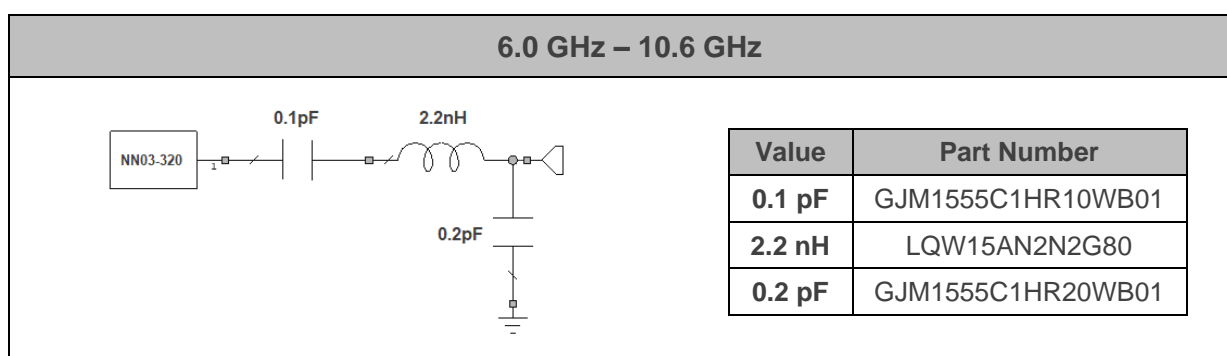 6.0 GHz – 10.6 GHz
0.1pF
2.2nH
NN03-320
1
0.2pF
Value Part Number
0.1 pF GJM1555C1HR10WB01
2.2 nH LQW15AN2N2G80
0.2 pF GJM1555C1HR20WB01